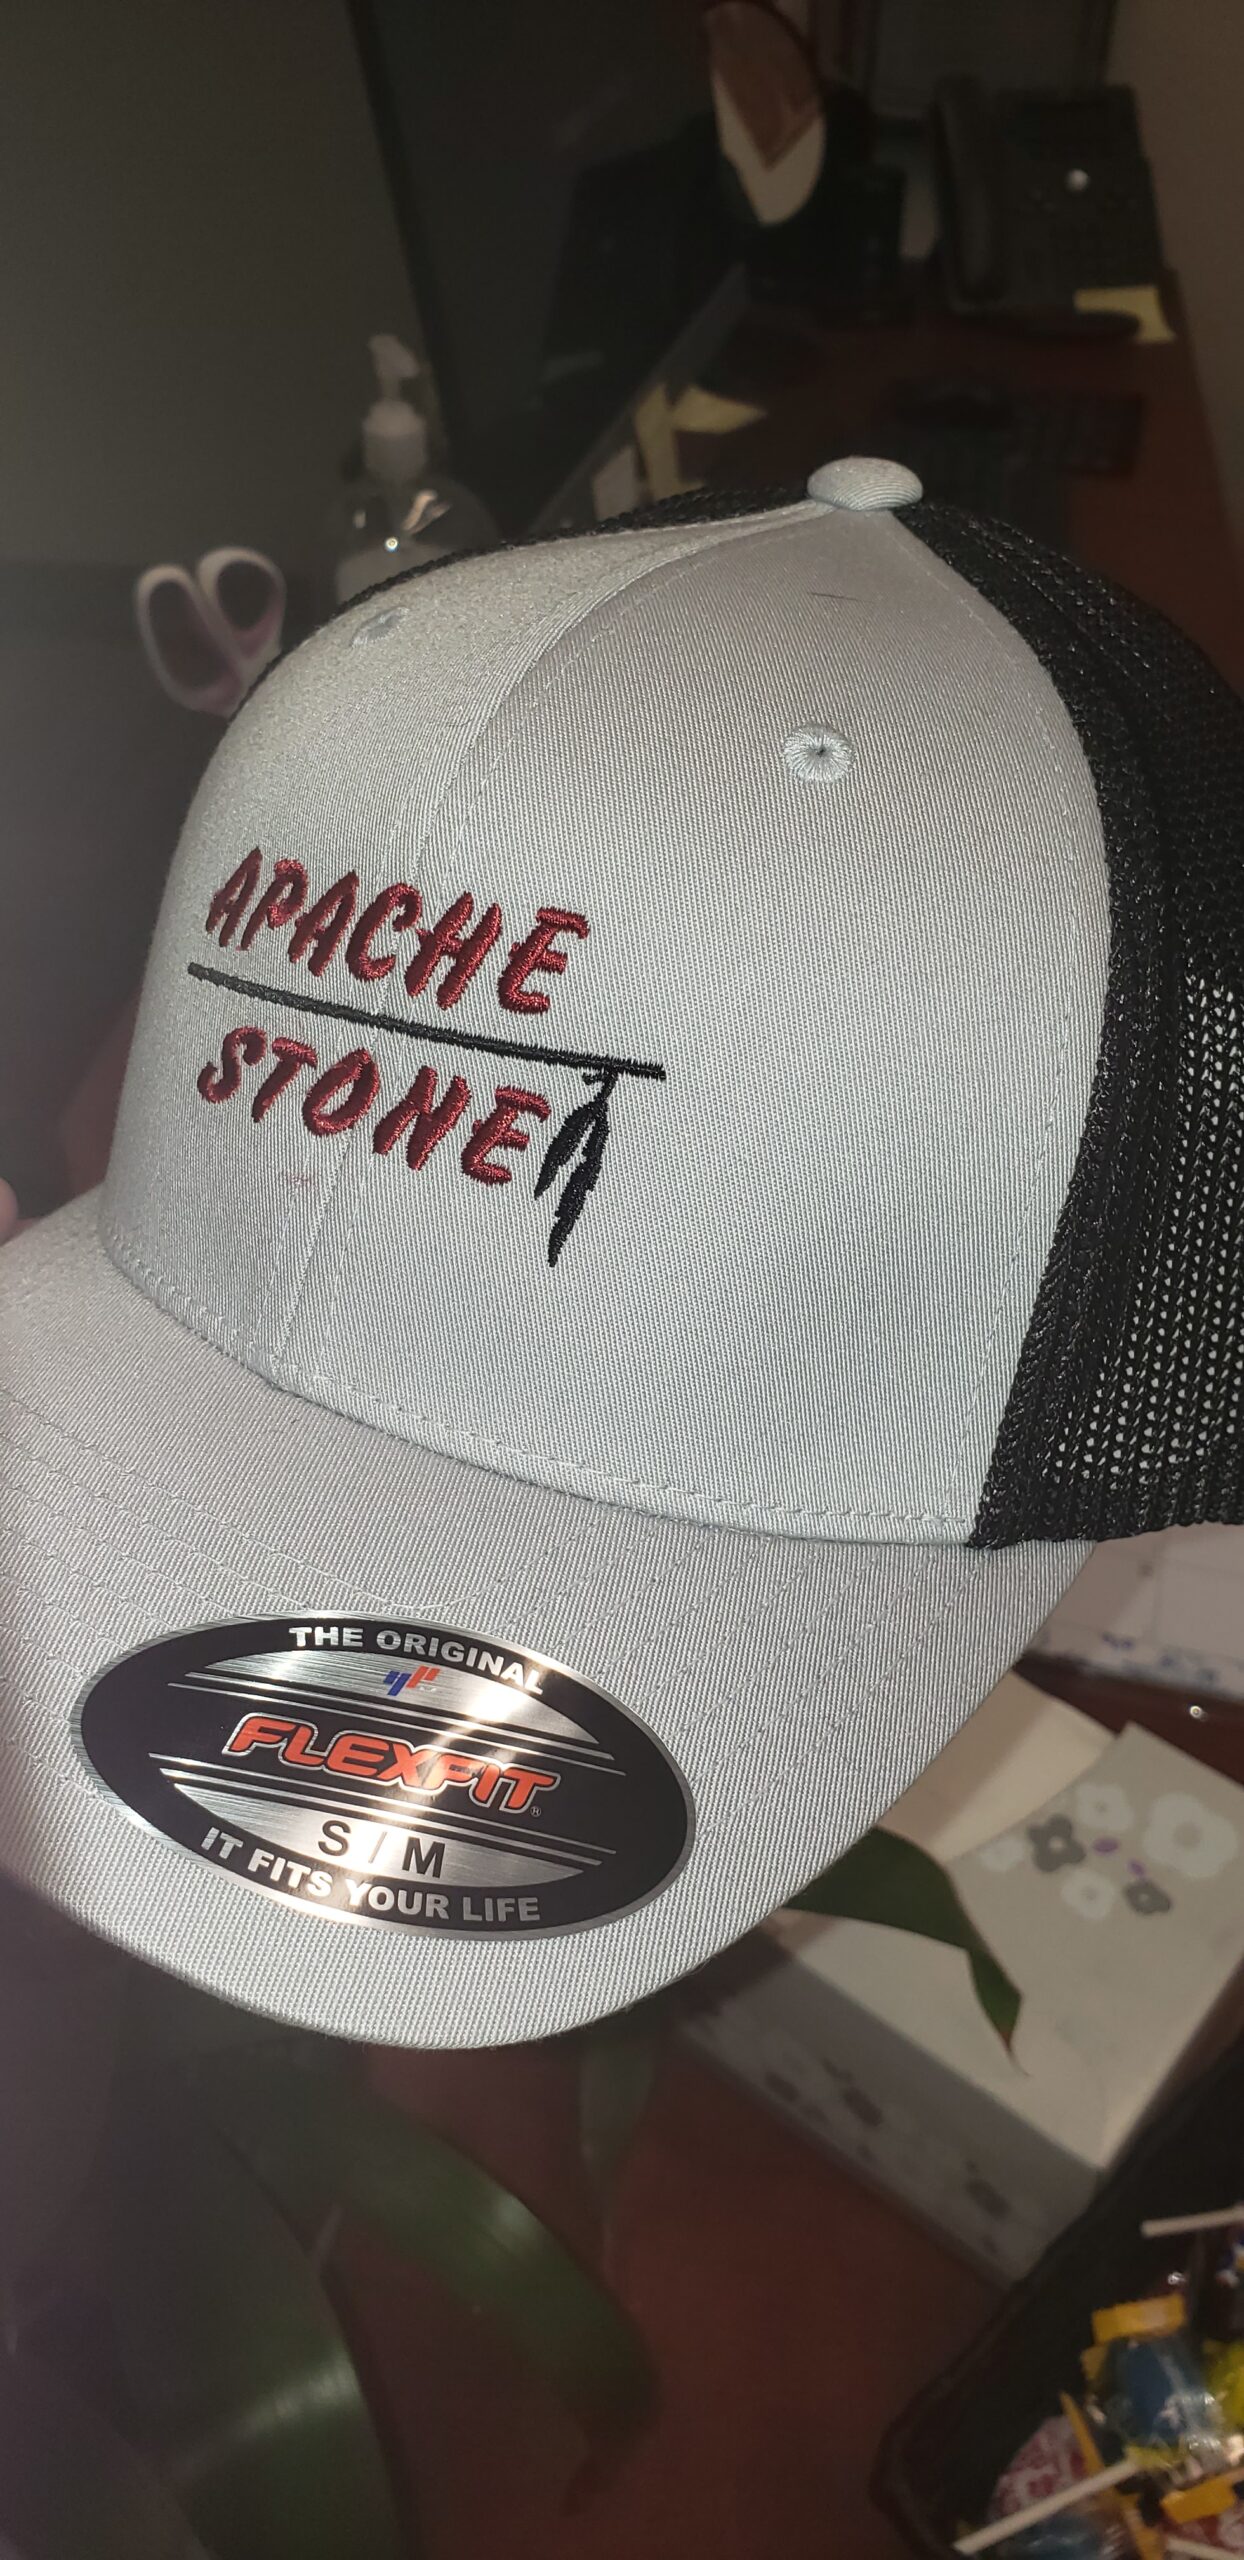 APACHE
STONE
THE ORIGINAL
FLEXFIT®
S / M
IT FITS YOUR LIFE